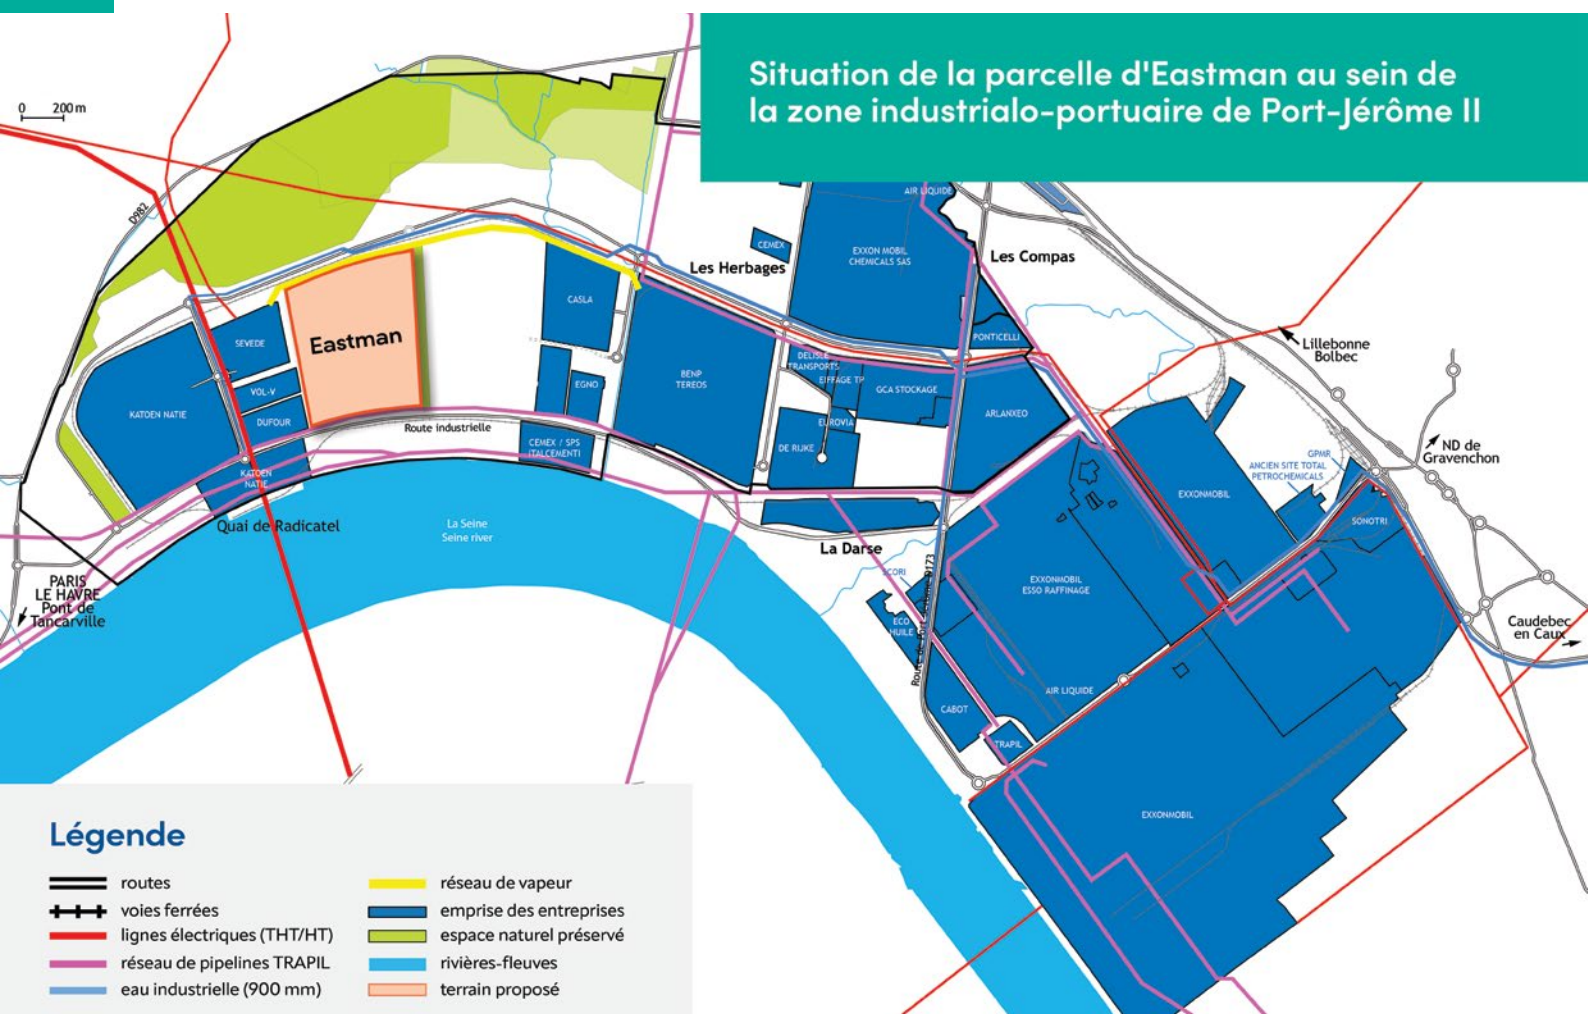 Situation de la parcelle d'Eastman au sein de
la zone industrialo-portuaire de Port-Jérôme II
0 200 m
D982
AIR LIQUIDE
CEMEX
EXXON MOBIL
CHEMICALS SAS
Les Herbages
Les Compas
CASLA
Eastman
SEVEDE
PONTICELLI
Lillebonne
Bolbec
DELISLE
TRANSPORTS
EIFFAGE TP
GCA STOCKAGE
BENP
TEREOS
EGNO
VOL-V
KATOEN NATIE
ARLANXEO
DUFOUR
Route industrielle
EUROVIA
DE RIJKE
CEMEX / SPS
ITALCEMENTI
ND de
Gravenchon
GPMR
ANCIEN SITE TOTAL
PETROCHEMICALS
KATOEN
NATIE
EXXONMOBIL
SONOTRI
Quai de Radicatel
La Seine
Seine river
La Darse
SCORI
EXXONMOBIL
ESSO RAFFINAGE
PARIS
LE HAVRE
Pont de
Tancarville
ECO
HUILE
Route de Port Jérôme D173
Caudebec
en Caux
AIR LIQUIDE
CABOT
TRAPIL
EXXONMOBIL
Légende
routes
voies ferrées
lignes électriques (THT/HT)
réseau de pipelines TRAPIL
eau industrielle (900 mm)
réseau de vapeur
emprise des entreprises
espace naturel préservé
rivières-fleuves
terrain proposé